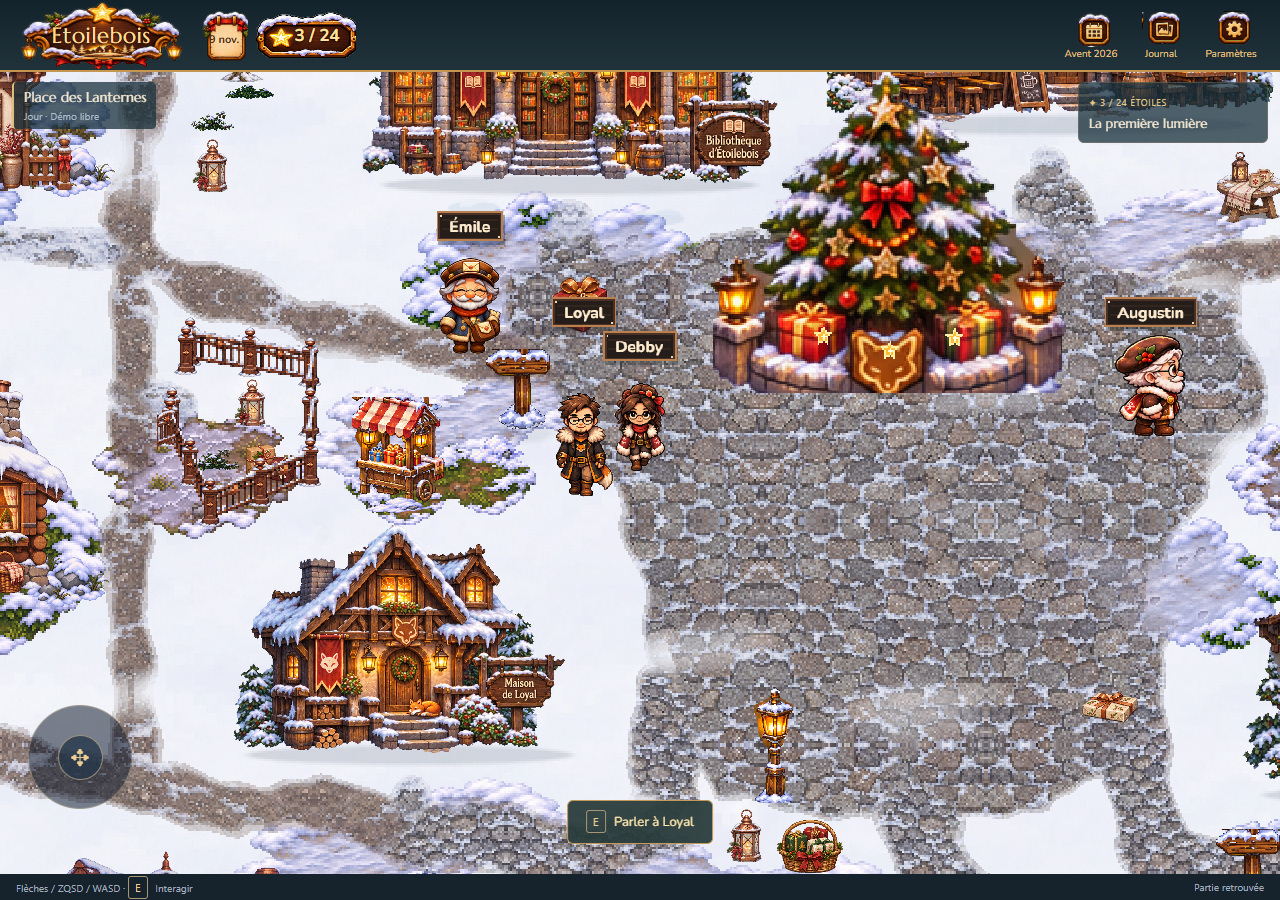 Étoilebois
9 nov.
3 / 24
Avent 2026
Journal
Paramètres
Place des Lanternes
Jour · Démo libre
✦ 3 / 24 ÉTOILES
La première lumière
Bibliothèque
d'Étoilebois
Émile
Loyal
Debby
Augustin
Maison
de Loyal
E Parler à Loyal
Flèches / ZQSD / WASD · E Interagir
Partie retrouvée